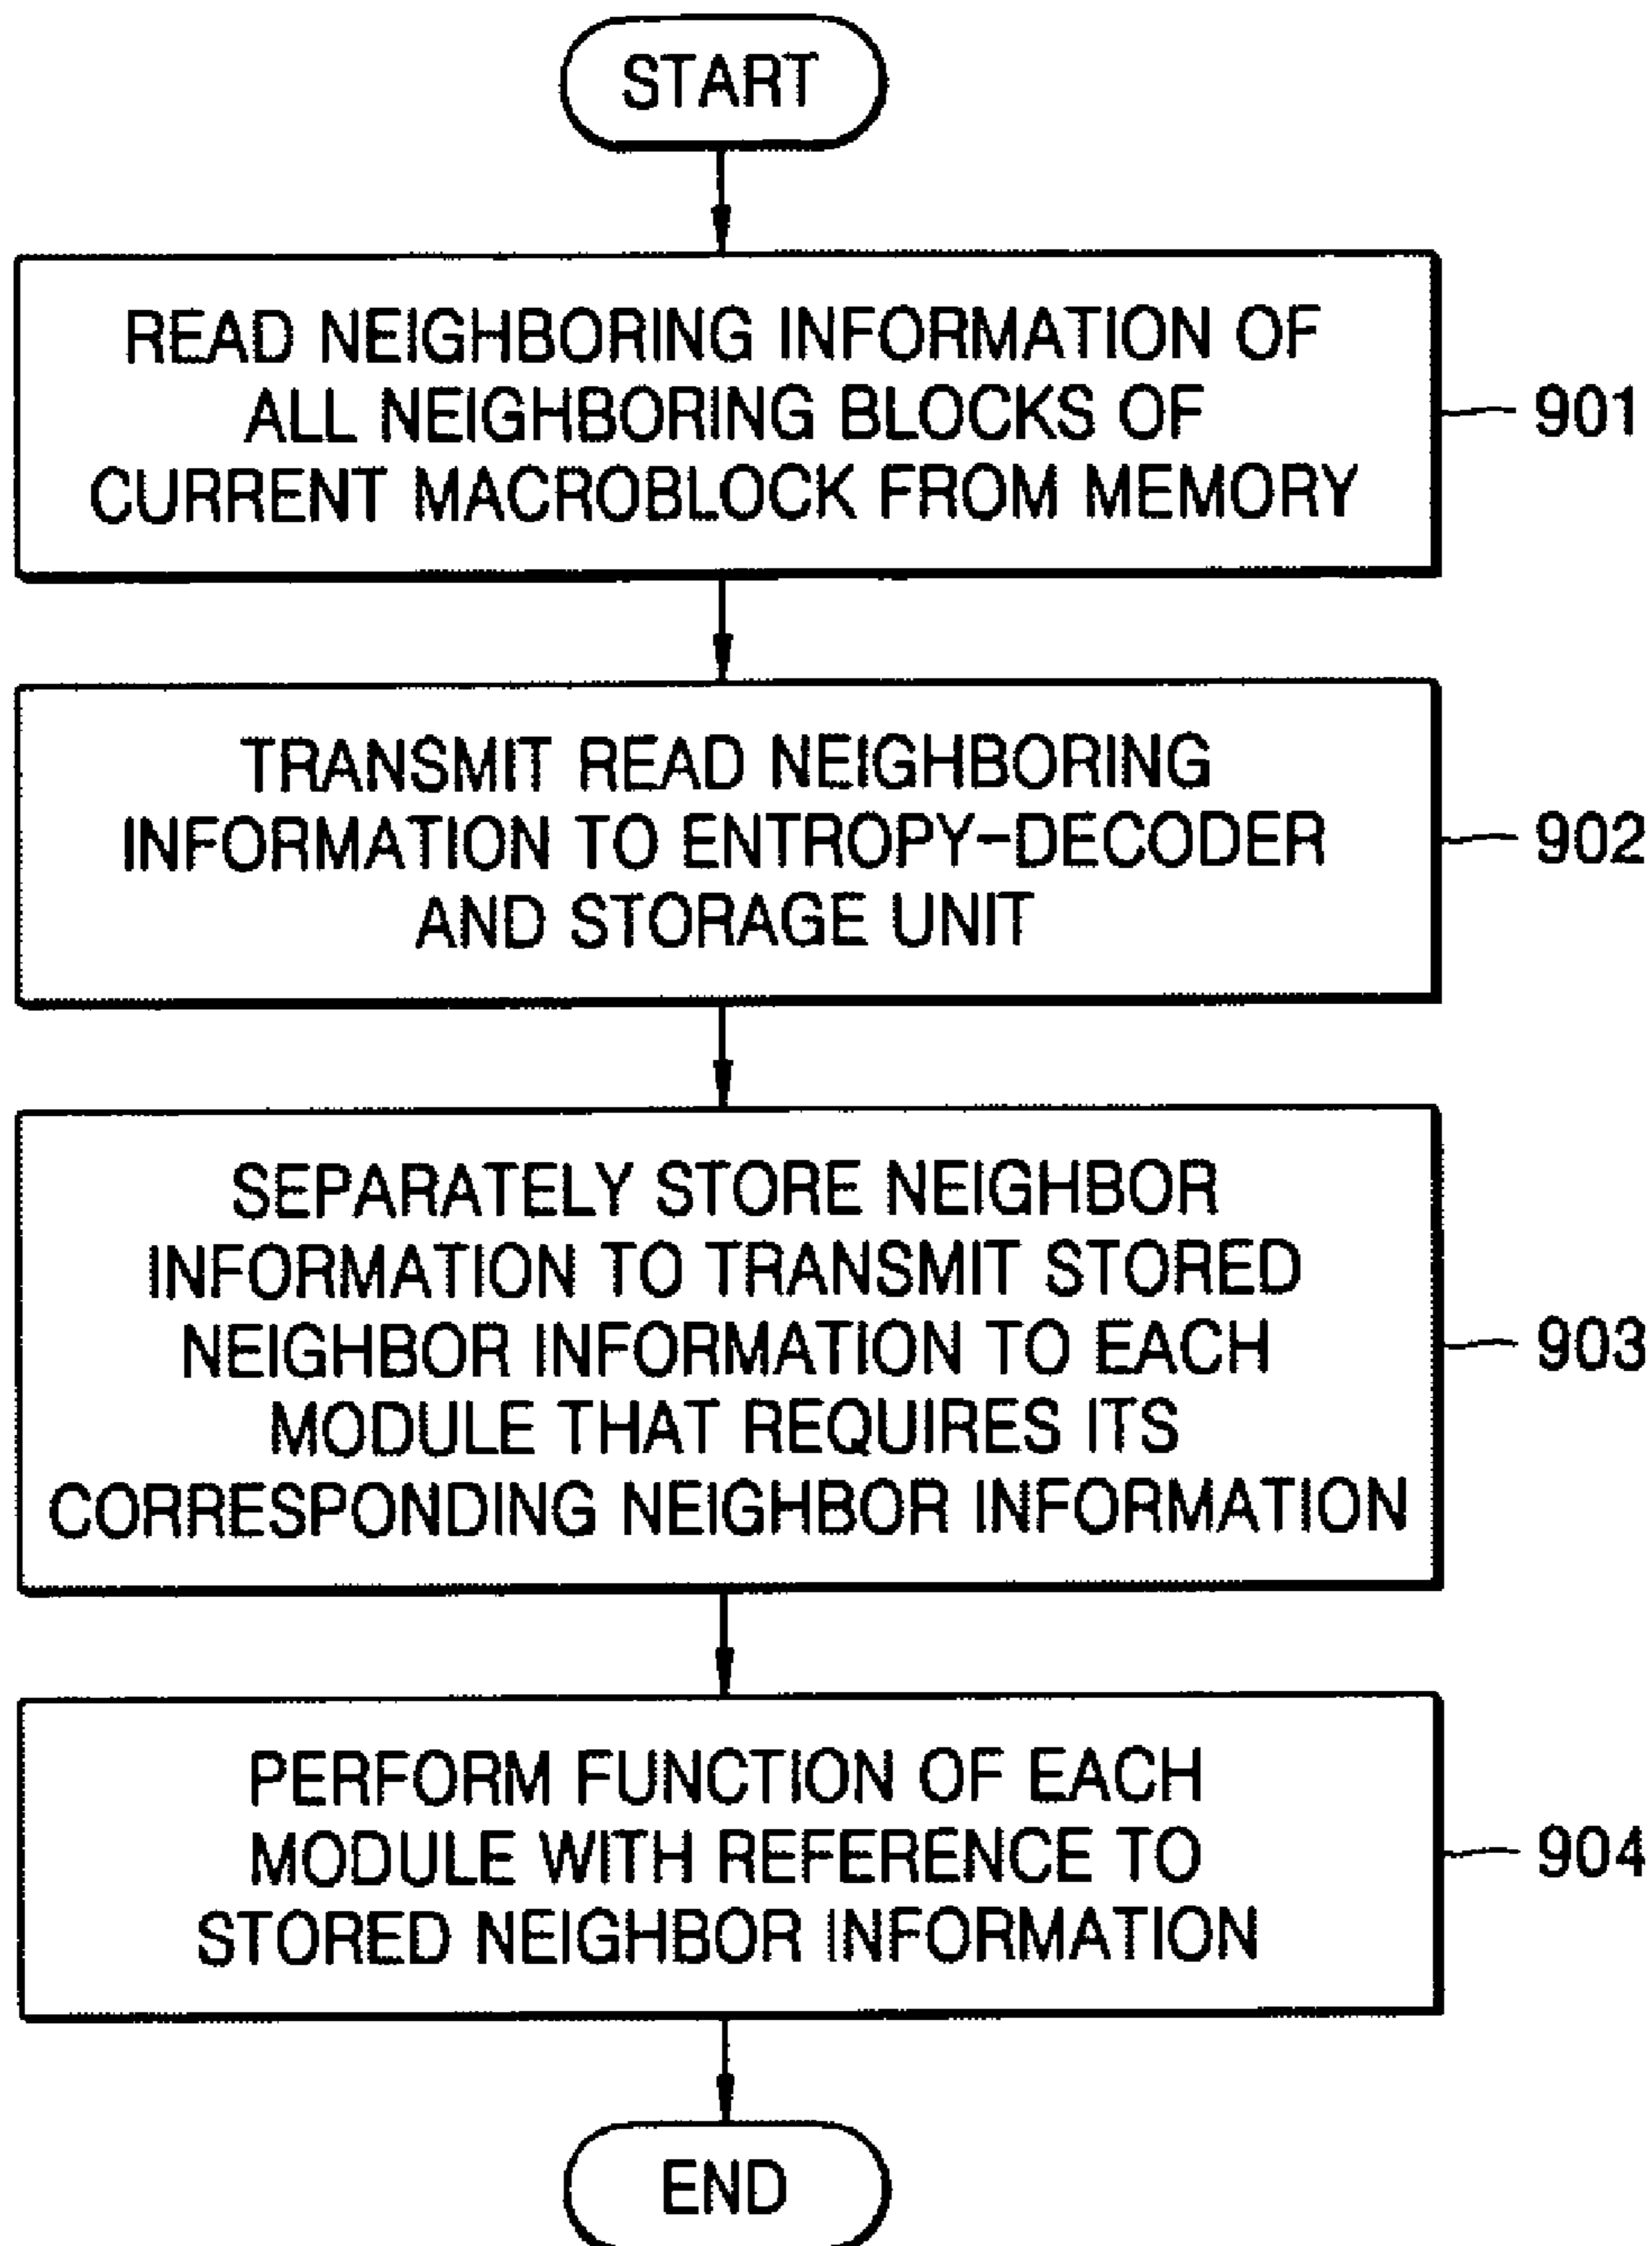 START
READ NEIGHBORING INFORMATION OF
ALL NEIGHBORING BLOCKS OF
CURRENT MACROBLOCK FROM MEMORY
901
TRANSMIT READ NEIGHBORING
INFORMATION TO ENTROPY-DECODER
AND STORAGE UNIT
902
SEPARATELY STORE NEIGHBOR
INFORMATION TO TRANSMIT STORED
NEIGHBOR INFORMATION TO EACH
MODULE THAT REQUIRES ITS
CORRESPONDING NEIGHBOR INFORMATION
903
PERFORM FUNCTION OF EACH
MODULE WITH REFERENCE TO
STORED NEIGHBOR INFORMATION
904
END